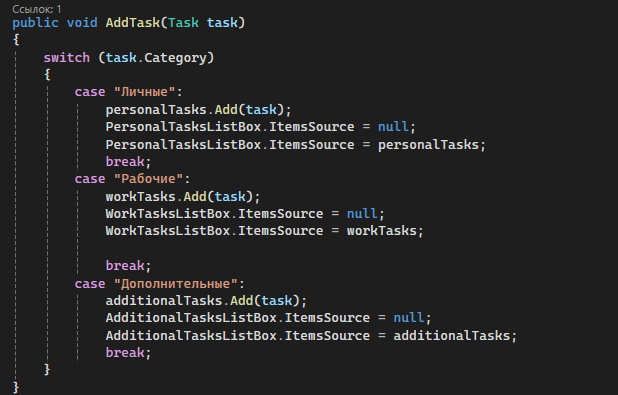 Ссылок: 1
public void AddTask(Task task)
{
switch (task.Category)
{
case "Личные":
personalTasks.Add(task);
PersonalTasksListBox.ItemsSource = null;
PersonalTasksListBox.ItemsSource = personalTasks;
break;
case "Рабочие":
workTasks.Add(task);
WorkTasksListBox.ItemsSource = null;
WorkTasksListBox.ItemsSource = workTasks;
break;
case "Дополнительные":
additionalTasks.Add(task);
AdditionalTasksListBox.ItemsSource = null;
AdditionalTasksListBox.ItemsSource = additionalTasks;
break;
}
}